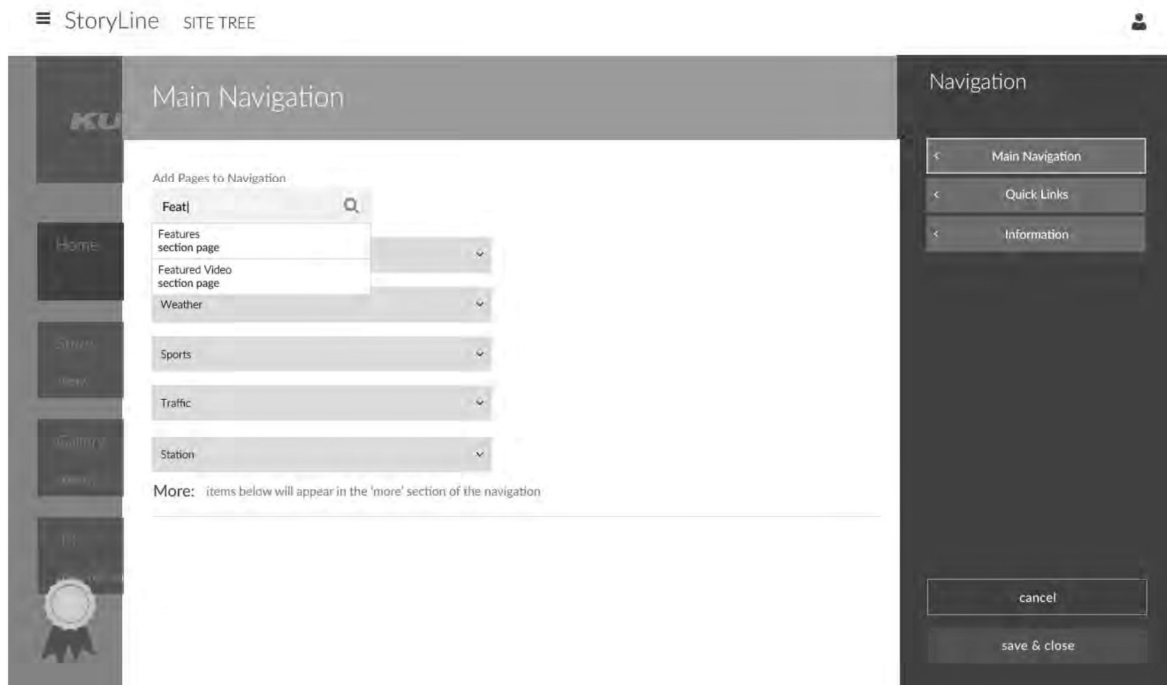 StoryLine SITE TREE
Main Navigation
KU
Add Pages to Navigation
Feat
Features
section page
Featured Video
section page
Weather
Sports
Traffic
Station
More: items below will appear in the 'more' section of the navigation
Home
Gallery
Navigation
Main Navigation
Quick Links
Information
cancel
save & close